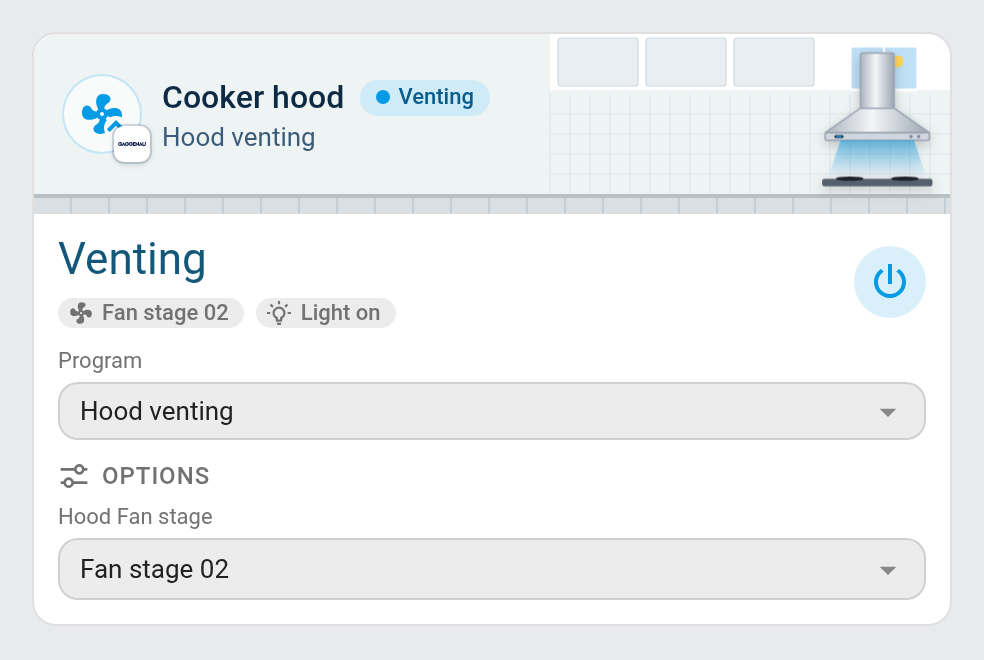 Cooker hood
Venting
Hood venting
GAGGENAU
Venting
Fan stage 02
Light on
Program
Hood venting
OPTIONS
Hood Fan stage
Fan stage 02